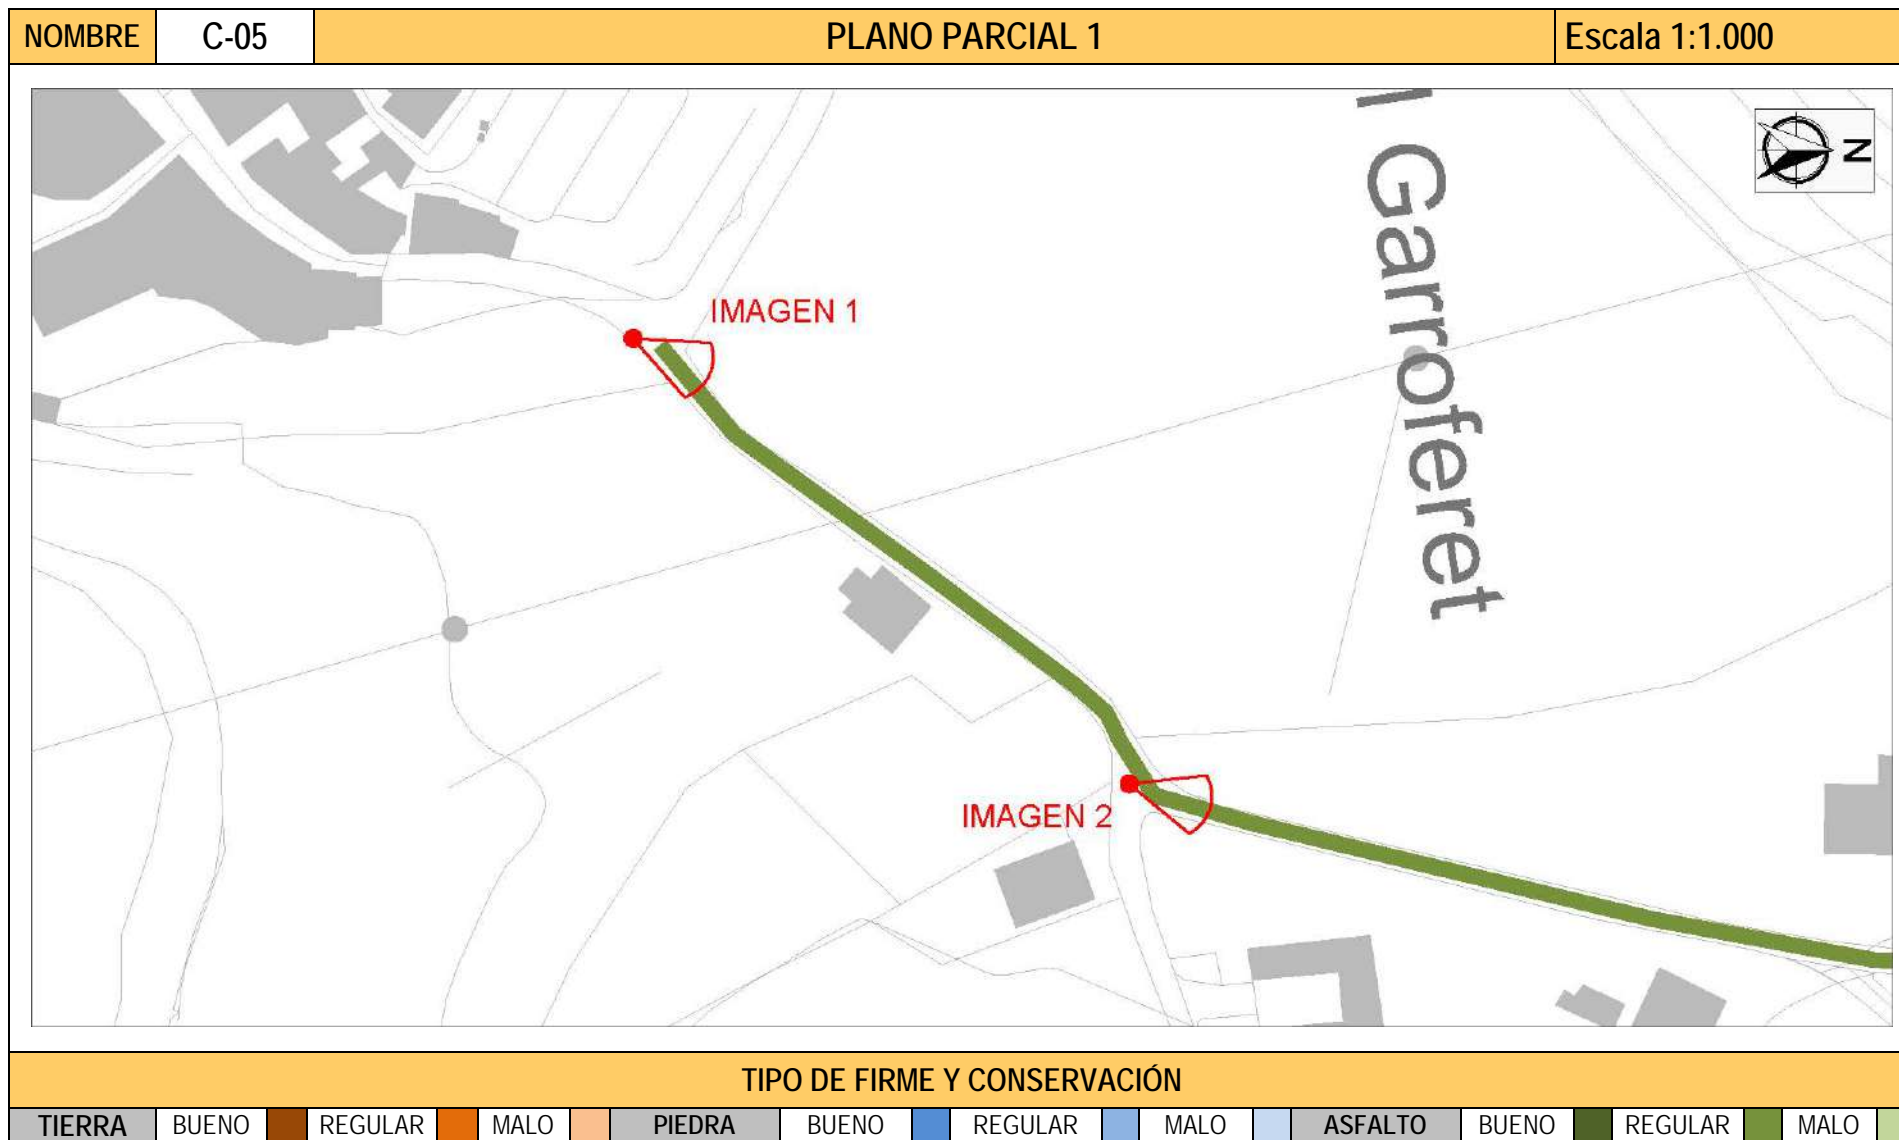 NOMBRE C-05 PLANO PARCIAL 1 Escala 1:1.000
N
Garroferet
IMAGEN 1
IMAGEN 2
TIPO DE FIRME Y CONSERVACIÓN
TIERRA BUENO REGULAR MALO PIEDRA BUENO REGULAR MALO ASFALTO BUENO REGULAR MALO